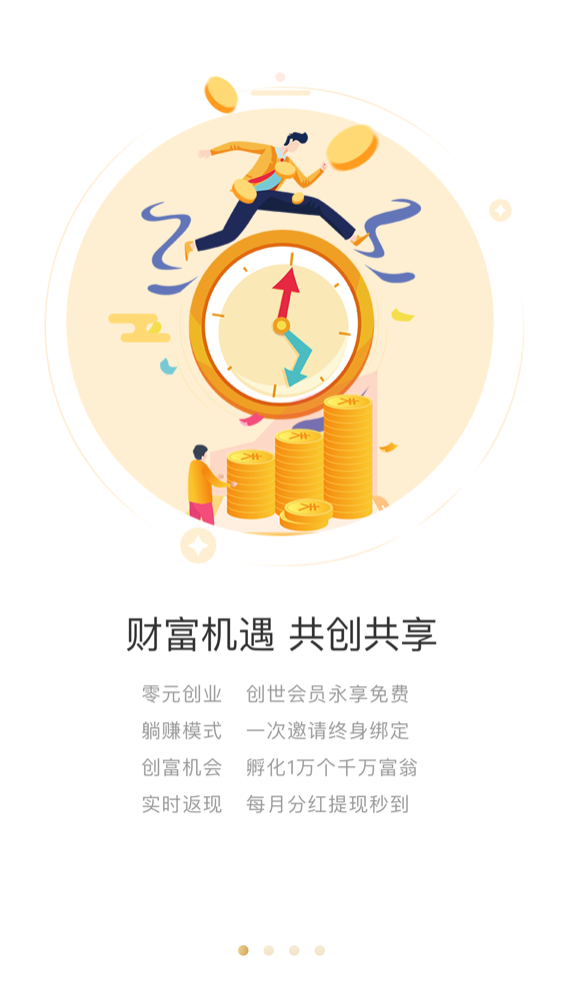 财富机遇 共创共享
零元创业 创世会员永享免费
躺赚模式 一次邀请终身绑定
创富机会 孵化1万个千万富翁
实时返现 每月分红提现秒到